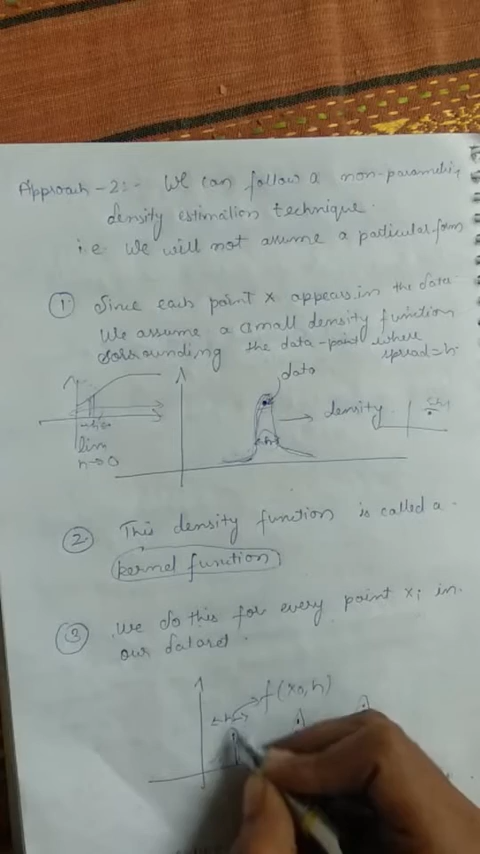 Approach-2:- We can follow a non-parametric
density estimation technique.
i.e We will not assume a particular form
① Since each point x appears in the data
We assume a small density function
surrounding the data-point where
spread=h.
data
density
h
lim
h→0
② This density function is called a
kernel function
③ We do this for every point xi in
our dataset.
h
f(x0,h)